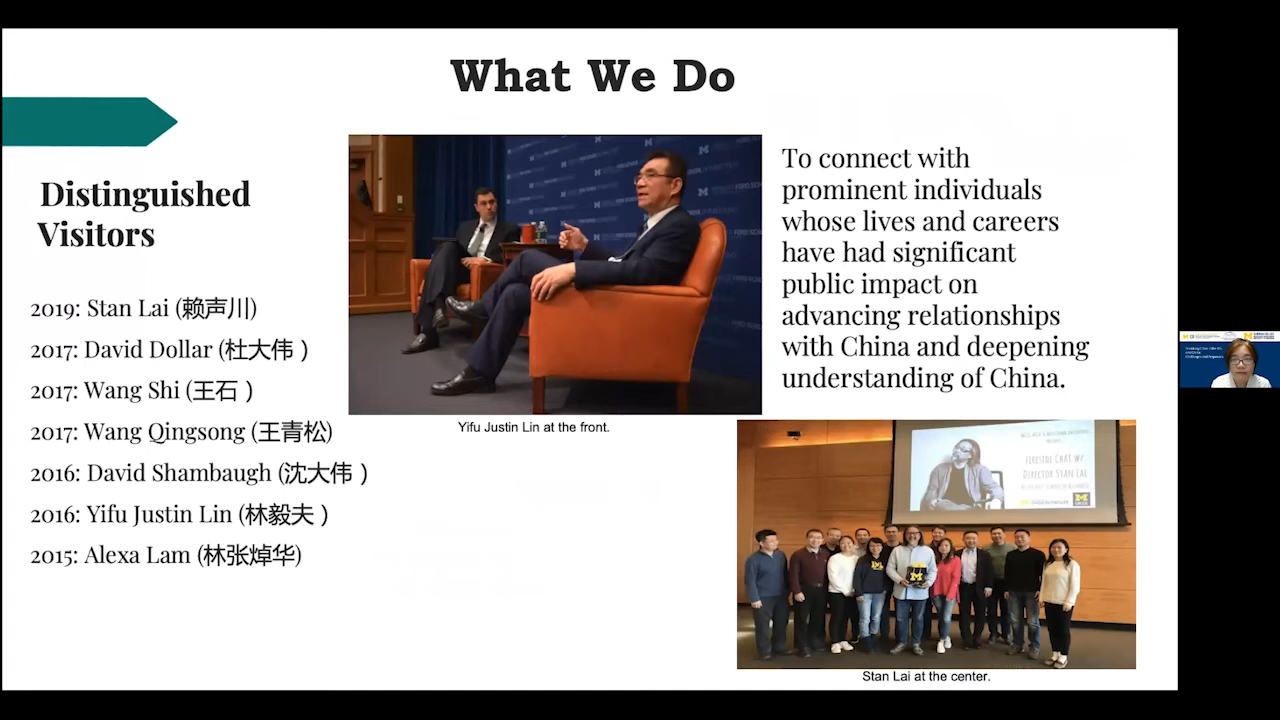 What We Do
Distinguished
Visitors
2019: Stan Lai (赖声川)
2017: David Dollar (杜大伟 )
2017: Wang Shi (王石 )
2017: Wang Qingsong (王青松)
2016: David Shambaugh (沈大伟 )
2016: Yifu Justin Lin (林毅夫 )
2015: Alexa Lam (林张焯华)
Yifu Justin Lin at the front.
To connect with
prominent individuals
whose lives and careers
have had significant
public impact on
advancing relationships
with China and deepening
understanding of China.
FIRESIDE CHAT W/
DIRECTOR STAN LAI
Stan Lai at the center.